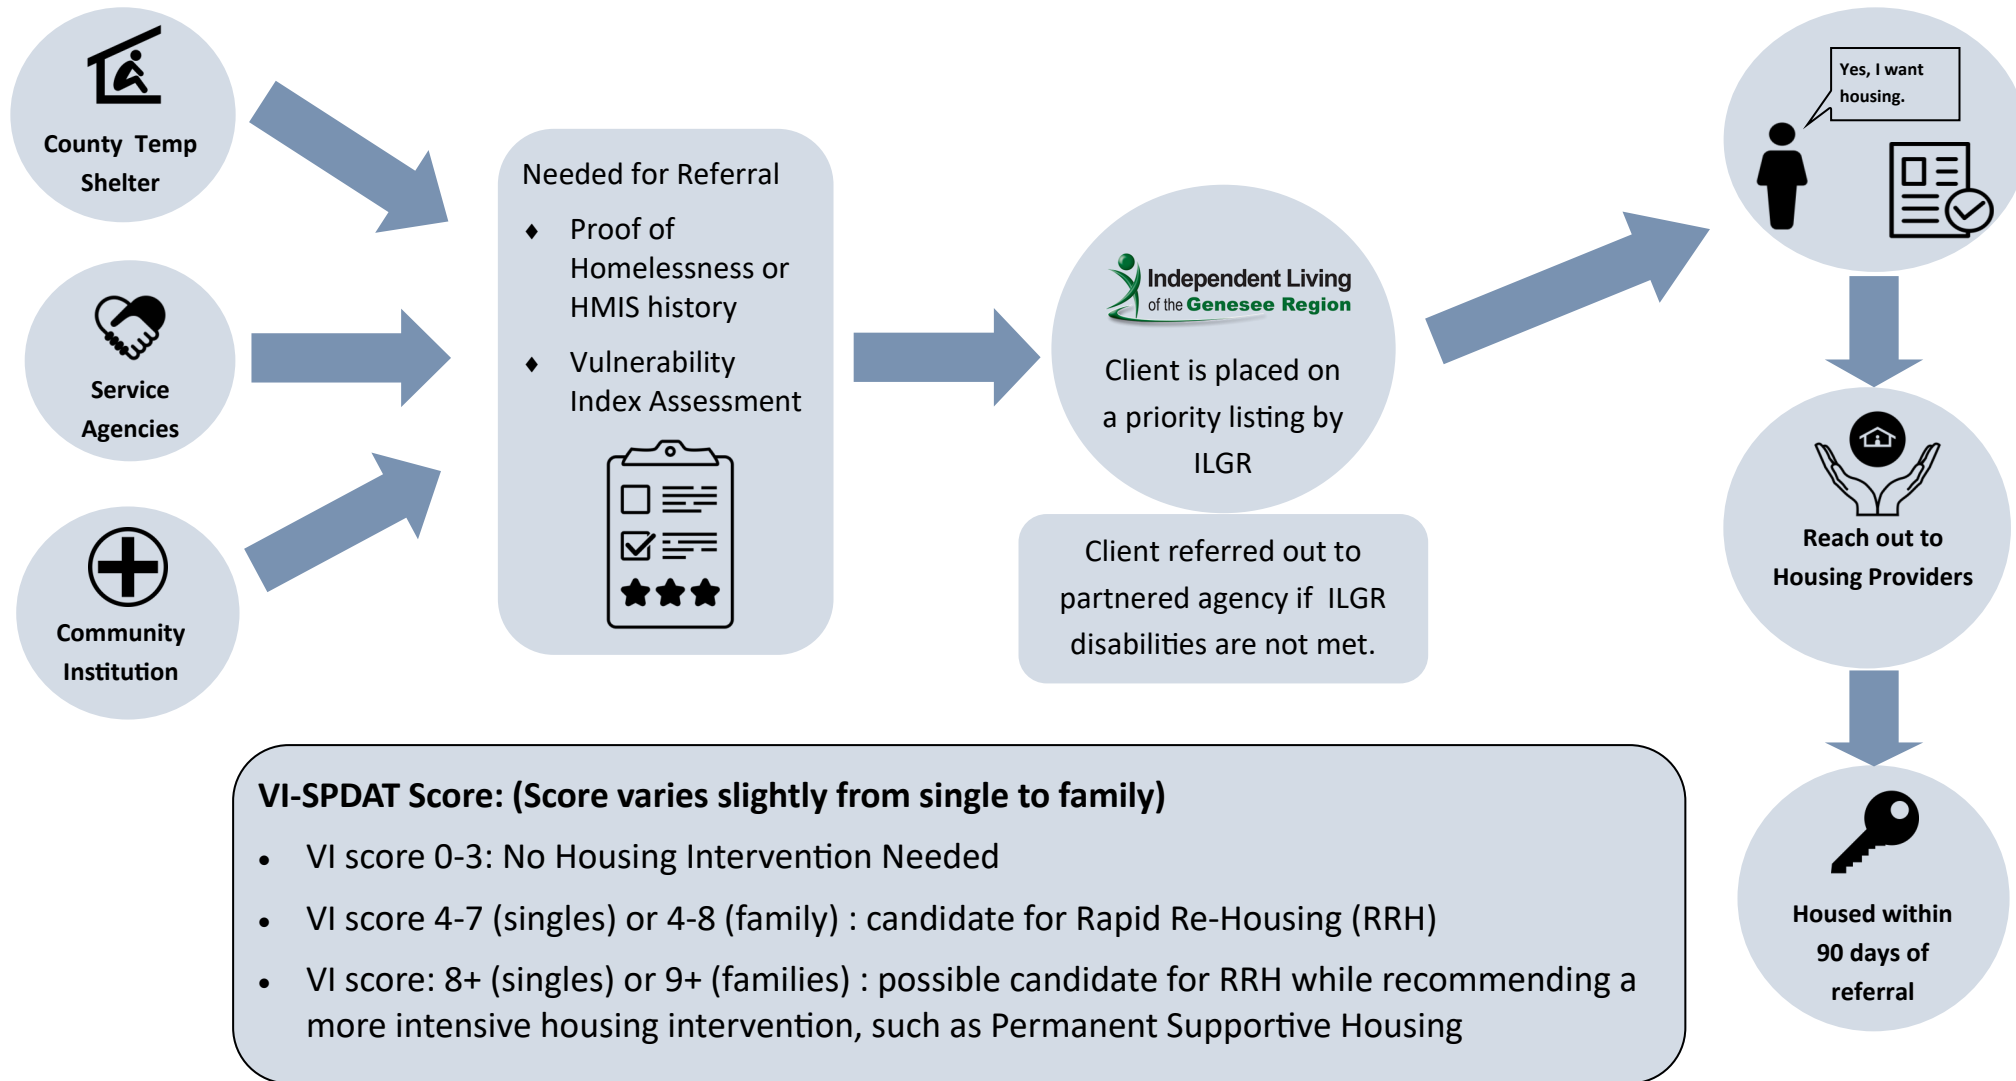 County Temp
Shelter
Service
Agencies
Community
Institution
Needed for Referral
♦ Proof of
Homelessness or
HMIS history
♦ Vulnerability
Index Assessment
Independent Living
of the Genesee Region
Client is placed on
a priority listing by
ILGR
Client referred out to
partnered agency if ILGR
disabilities are not met.
Yes, I want
housing.
Reach out to
Housing Providers
Housed within
90 days of
referral
VI-SPDAT Score: (Score varies slightly from single to family)
• VI score 0-3: No Housing Intervention Needed
• VI score 4-7 (singles) or 4-8 (family) : candidate for Rapid Re-Housing (RRH)
• VI score: 8+ (singles) or 9+ (families) : possible candidate for RRH while recommending a
more intensive housing intervention, such as Permanent Supportive Housing